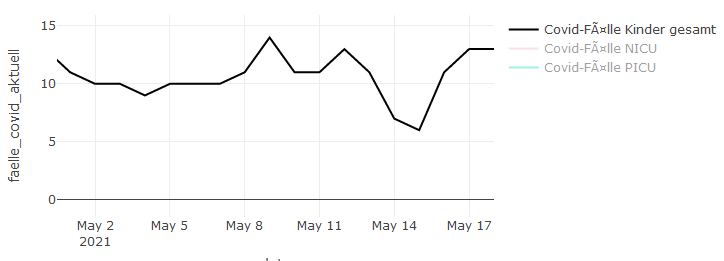 15
10
5
0
faelle_covid_aktuell
May 2
2021
May 5
May 8
May 11
May 14
May 17
Covid-FÃ¤lle Kinder gesamt
Covid-FÃ¤lle NICU
Covid-FÃ¤lle PICU